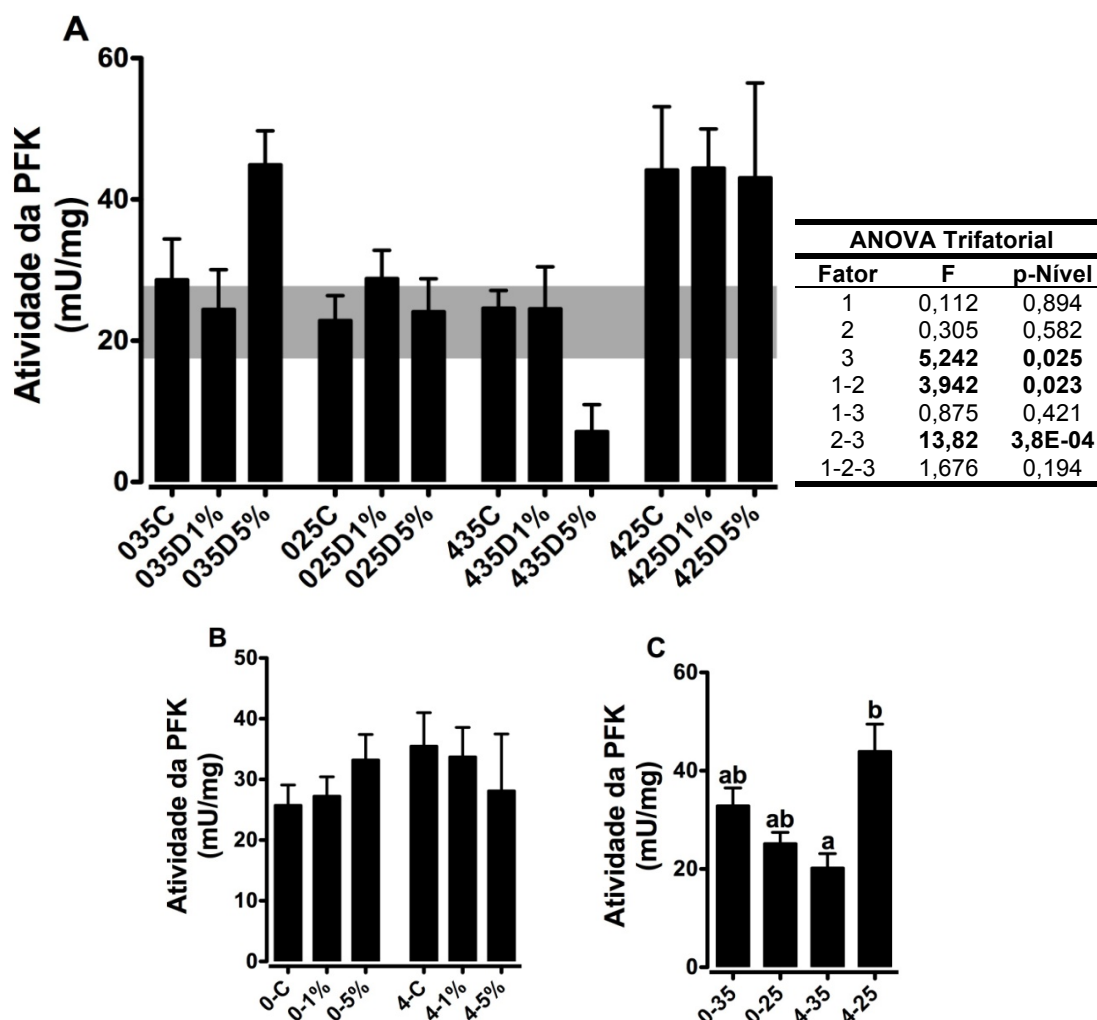 A
Atividade da PFK
(mU/mg)
60
40
20
0
035C
035D1%
035D5%
025C
025D1%
025D5%
435C
435D1%
435D5%
425C
425D1%
425D5%
ANOVA Trifatorial
Fator F p-Nível
1 0,112 0,894
2 0,305 0,582
3 5,242 0,025
1-2 3,942 0,023
1-3 0,875 0,421
2-3 13,82 3,8E-04
1-2-3 1,676 0,194
B
Atividade da PFK
(mU/mg)
50
40
30
20
10
0
0-C
0-1%
0-5%
4-C
4-1%
4-5%
C
Atividade da PFK
(mU/mg)
60
40
20
0
ab
ab
a
b
0-35
0-25
4-35
4-25